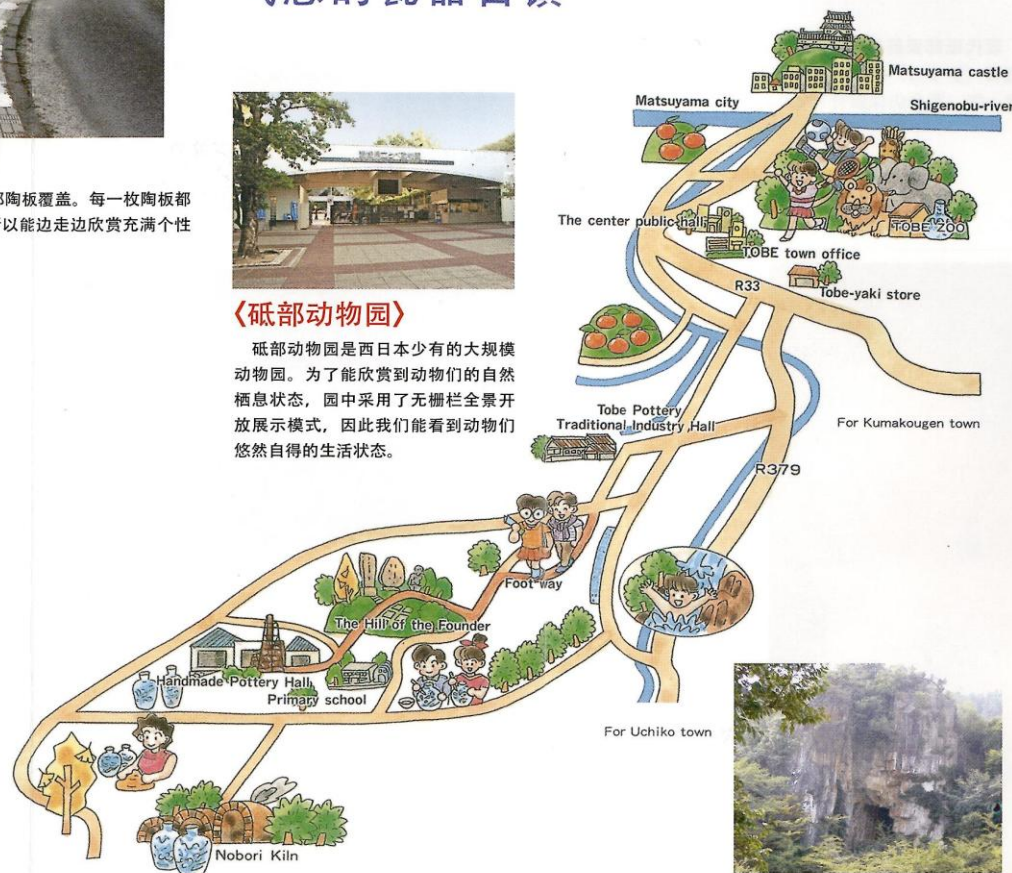 的瓷器古镇
部陶板覆盖。每一枚陶板都
以能边走边欣赏充满个性
〈砥部动物园〉
砥部动物园是西日本少有的大规模
动物园。为了能欣赏到动物们的自然
栖息状态，园中采用了无栅栏全景开
放展示模式，因此我们能看到动物们
悠然自得的生活状态。
Matsuyama castle
Matsuyama city
Shigenobu-river
The center public hall
TOBE ZOO
TOBE town office
R33
Tobe-yaki store
Tobe Pottery
Traditional Industry Hall
For Kumakougen town
R379
Foot way
The Hill of the Founder
Handmade Pottery Hall
Primary school
For Uchiko town
Nobori Kiln